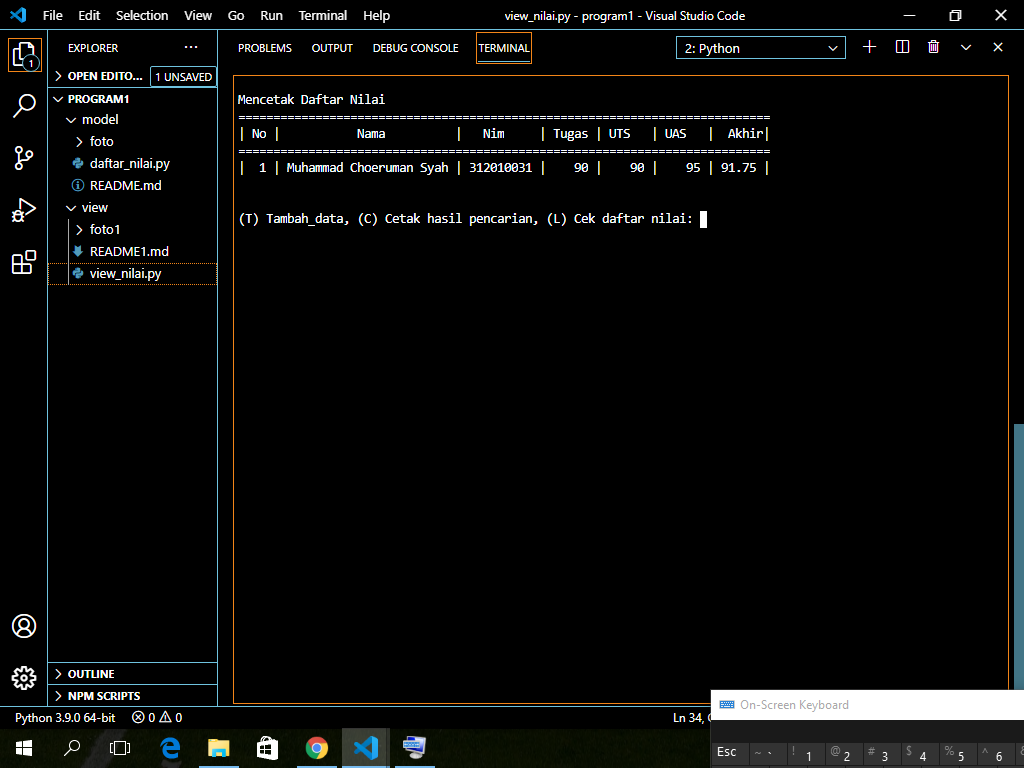 File Edit Selection View Go Run Terminal Help view_nilai.py - program1 - Visual Studio Code
EXPLORER ···
PROBLEMS OUTPUT DEBUG CONSOLE TERMINAL 2: Python
1
OPEN EDITO... 1 UNSAVED
PROGRAM1
model
foto
daftar_nilai.py
README.md
view
foto1
README1.md
view_nilai.py
OUTLINE
NPM SCRIPTS
Mencetak Daftar Nilai
============================================================================
| No | Nama | Nim | Tugas | UTS | UAS | Akhir|
============================================================================
| 1 | Muhammad Choeruman Syah | 312010031 | 90 | 90 | 95 | 91.75 |
(T) Tambah_data, (C) Cetak hasil pencarian, (L) Cek daftar nilai:
Python 3.9.0 64-bit 0 0 Ln 34,
On-Screen Keyboard
Esc ~ ` ! 1 @ 2 # 3 $ 4 % 5 ^ 6